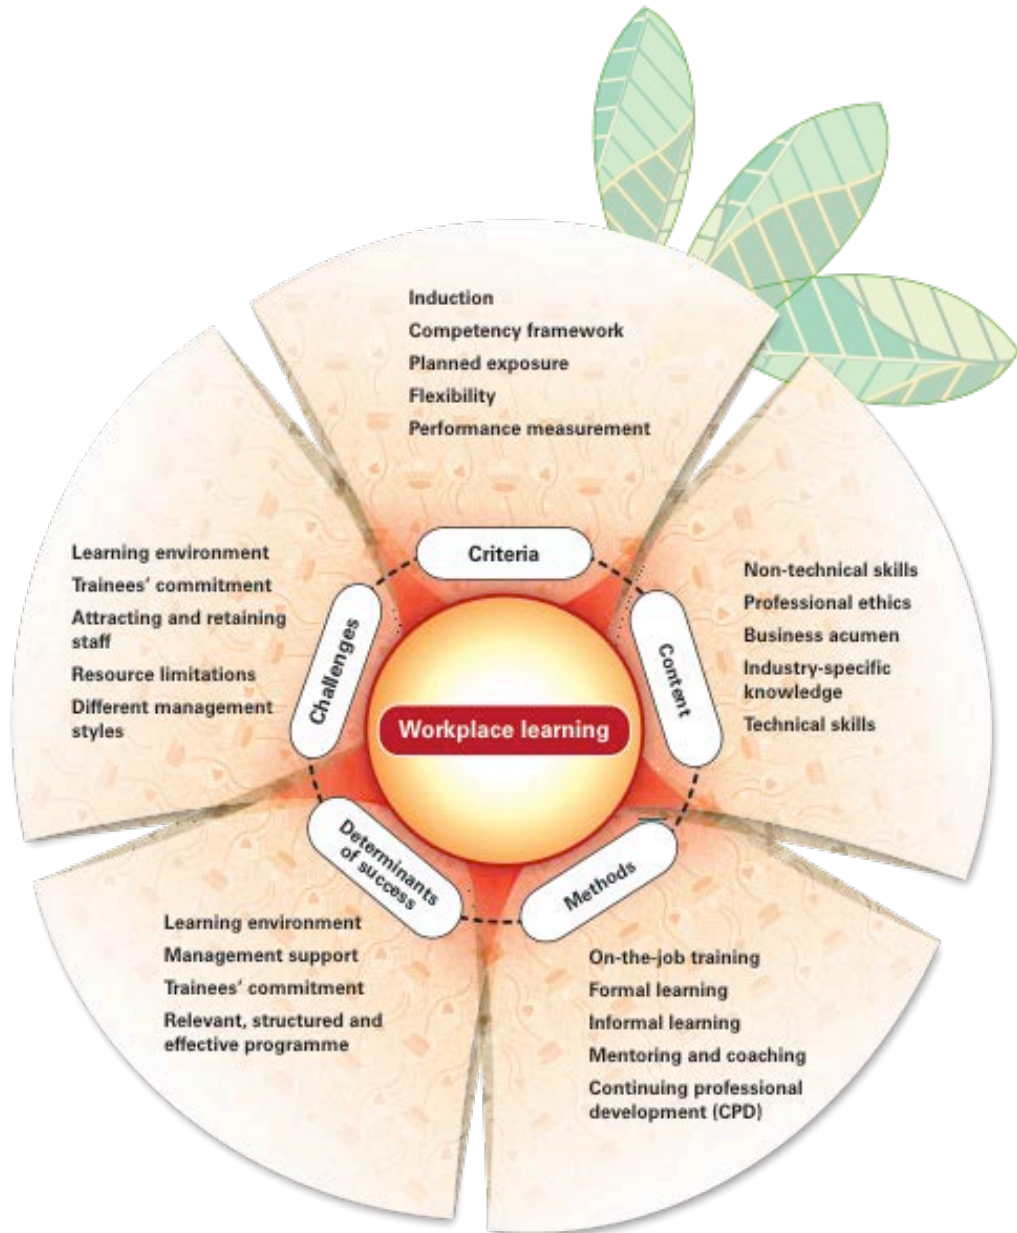 Induction
Competency framework
Planned exposure
Flexibility
Performance measurement
Criteria
Non-technical skills
Professional ethics
Business acumen
Industry-specific
knowledge
Technical skills
Content
Learning environment
Trainees’ commitment
Attracting and retaining
staff
Resource limitations
Different management
styles
Challenges
Workplace learning
Determinants
of success
Learning environment
Management support
Trainees’ commitment
Relevant, structured and
effective programme
Methods
On-the-job training
Formal learning
Informal learning
Mentoring and coaching
Continuing professional
development (CPD)